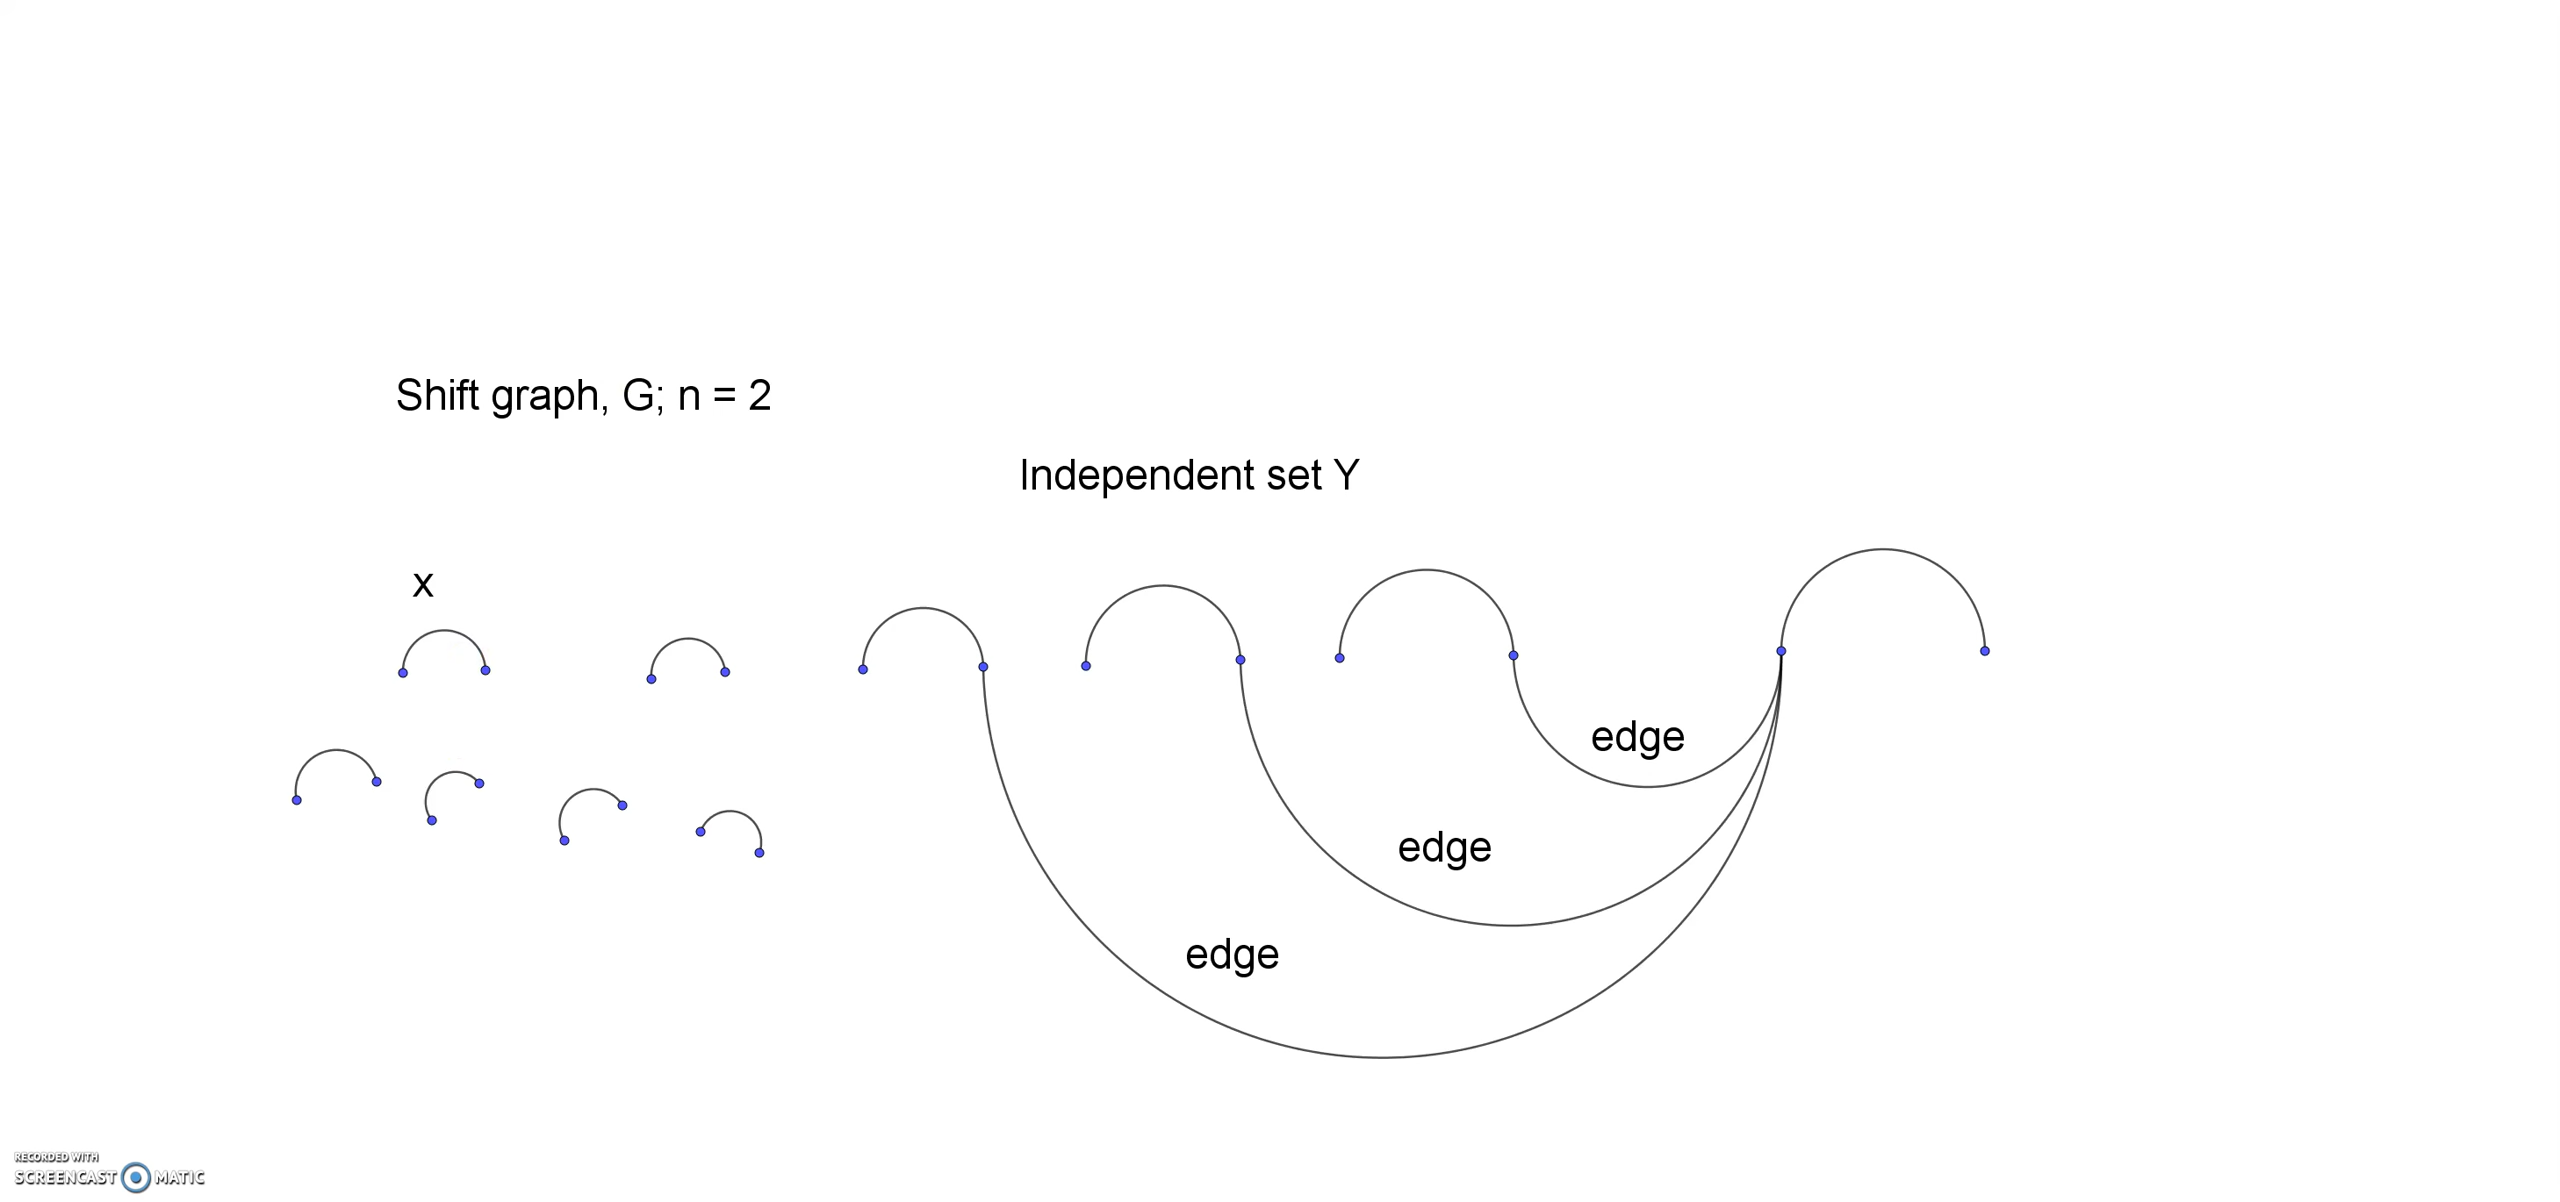 Shift graph, G; n = 2
Independent set Y
x
edge
edge
edge
RECORDED WITH
SCREENCAST MATIC